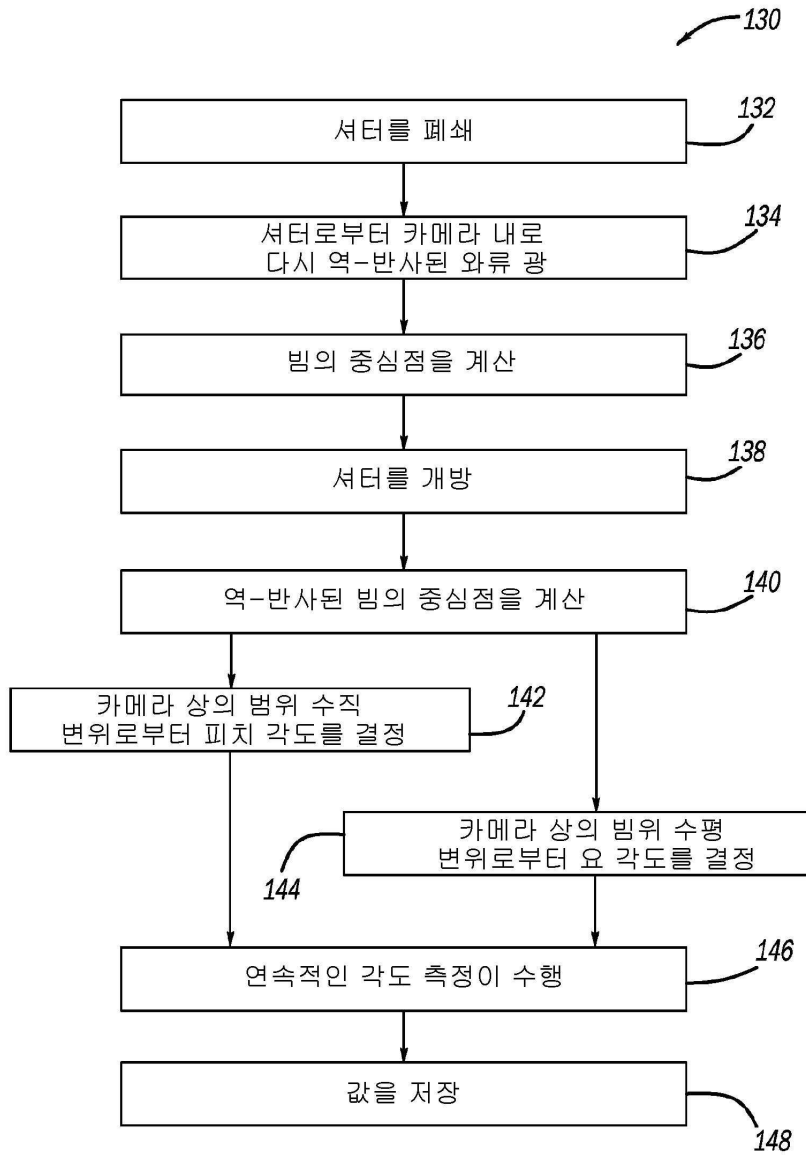 130
셔터를 폐쇄
132
셔터로부터 카메라 내로
다시 역-반사된 와류 광
134
빔의 중심점을 계산
136
셔터를 개방
138
역-반사된 빔의 중심점을 계산
140
카메라 상의 범위 수직
변위로부터 피치 각도를 결정
142
카메라 상의 빔위 수평
변위로부터 요 각도를 결정
144
연속적인 각도 측정이 수행
146
값을 저장
148